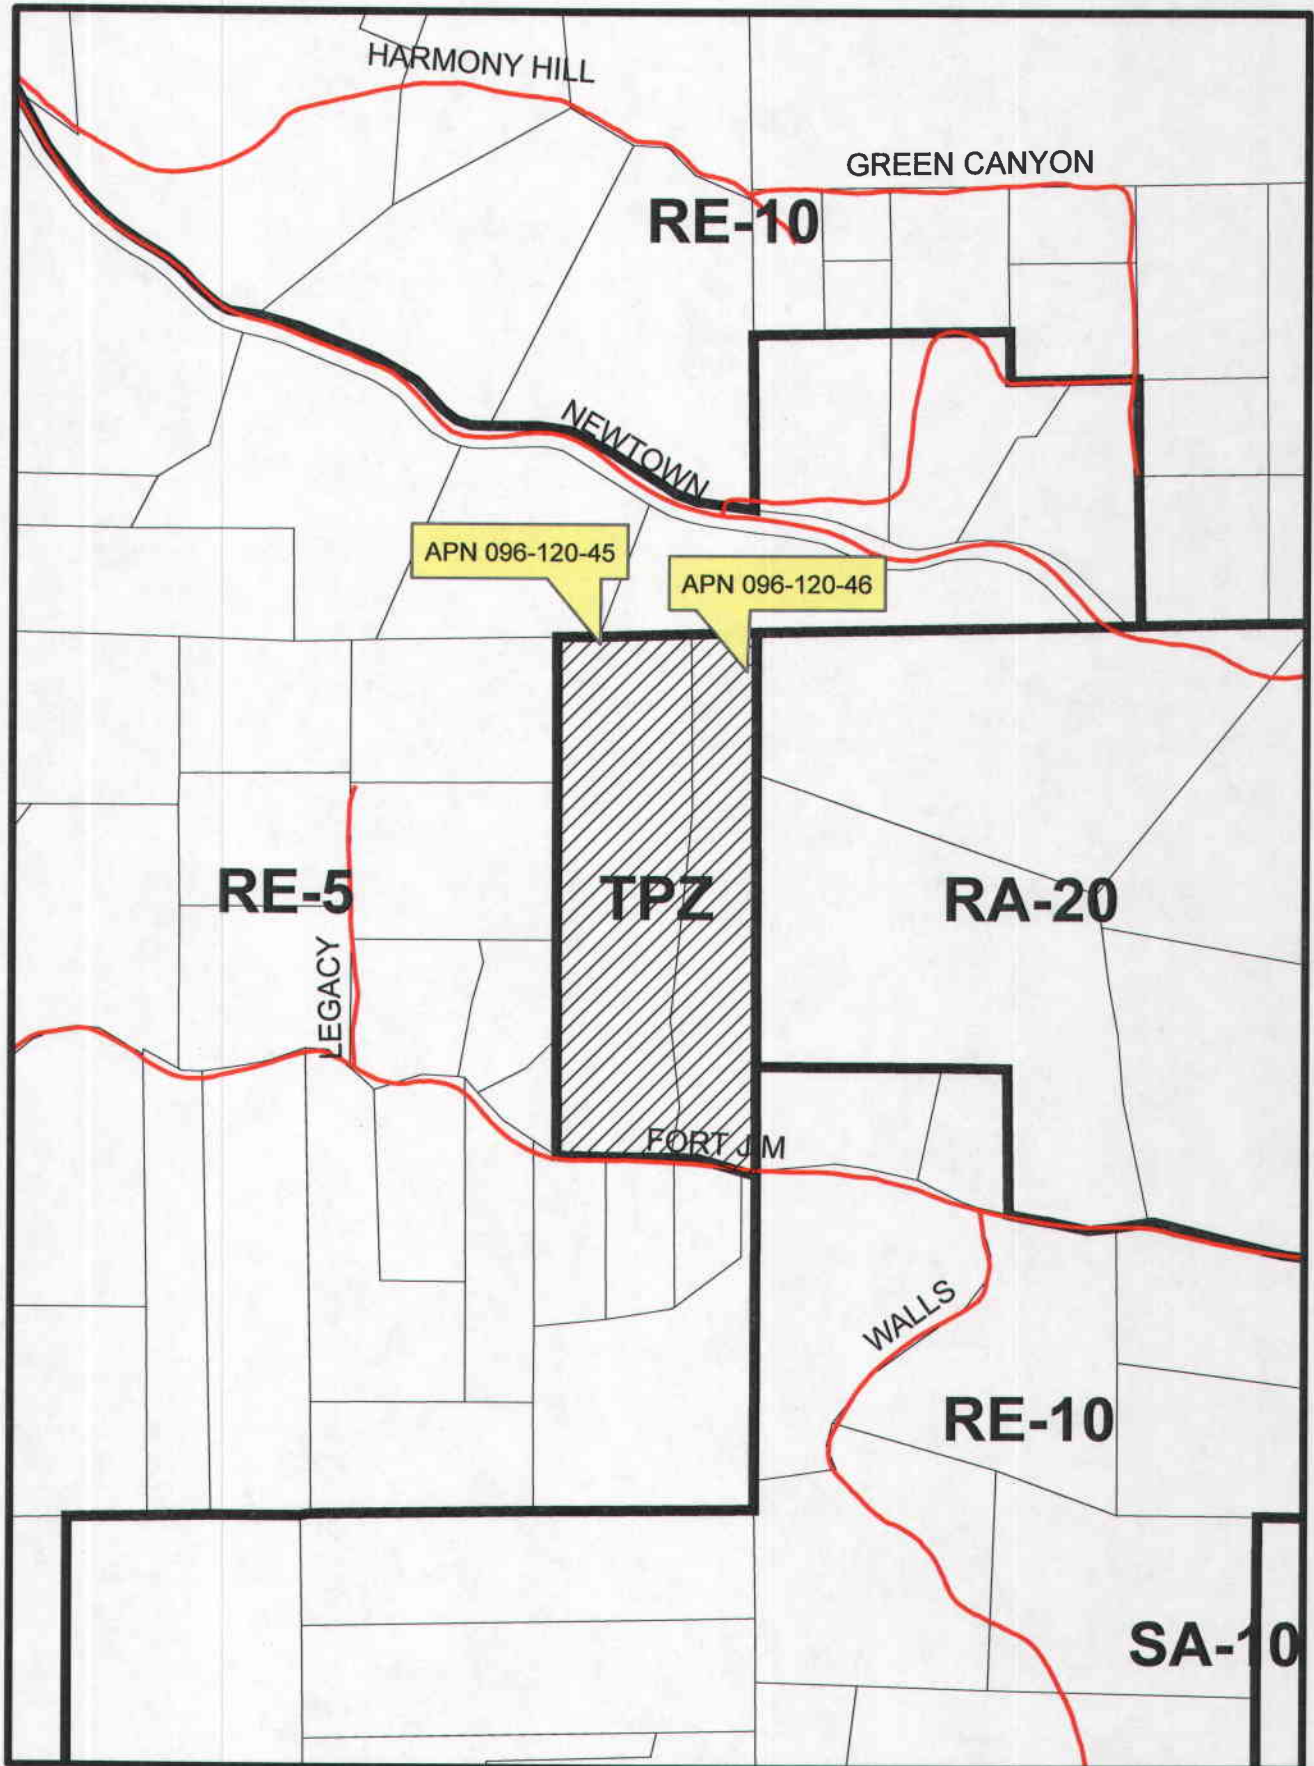 HARMONY HILL
GREEN CANYON
RE-10
NEWTOWN
APN 096-120-45
APN 096-120-46
RE-5
TPZ
RA-20
LEGACY
FORT JIM
WALLS
RE-10
SA-10